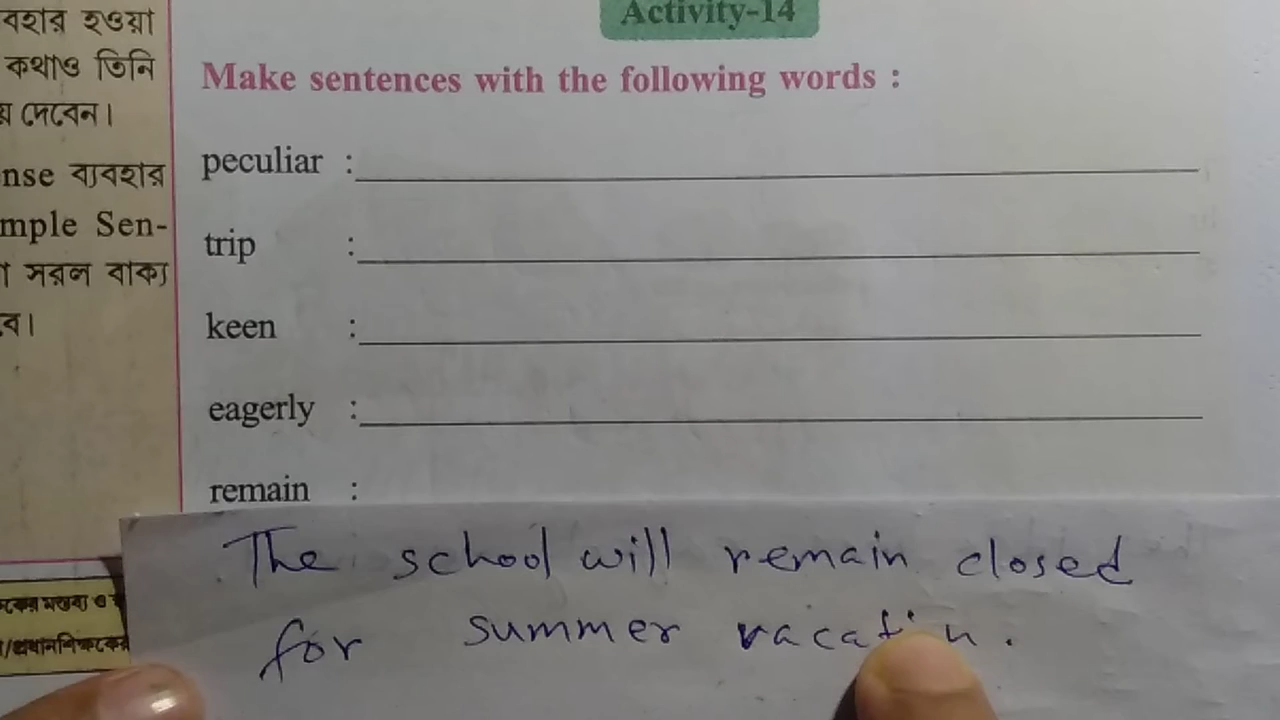 বহার হওয়া
কথাও তিনি
দেবেন।
nse ব্যবহার
mple Sen-
সরল বাক্য
Activity-14
Make sentences with the following words :
peculiar :
trip :
keen :
eagerly :
remain :
The school will remain closed
for summer